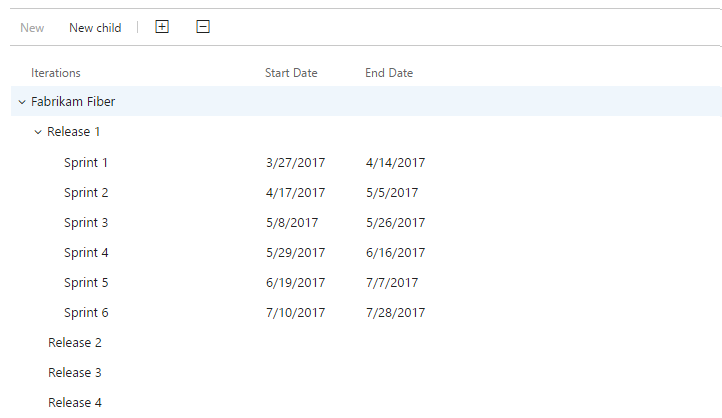 New New child
Iterations Start Date End Date
Fabrikam Fiber
Release 1
Sprint 1 3/27/2017 4/14/2017
Sprint 2 4/17/2017 5/5/2017
Sprint 3 5/8/2017 5/26/2017
Sprint 4 5/29/2017 6/16/2017
Sprint 5 6/19/2017 7/7/2017
Sprint 6 7/10/2017 7/28/2017
Release 2
Release 3
Release 4